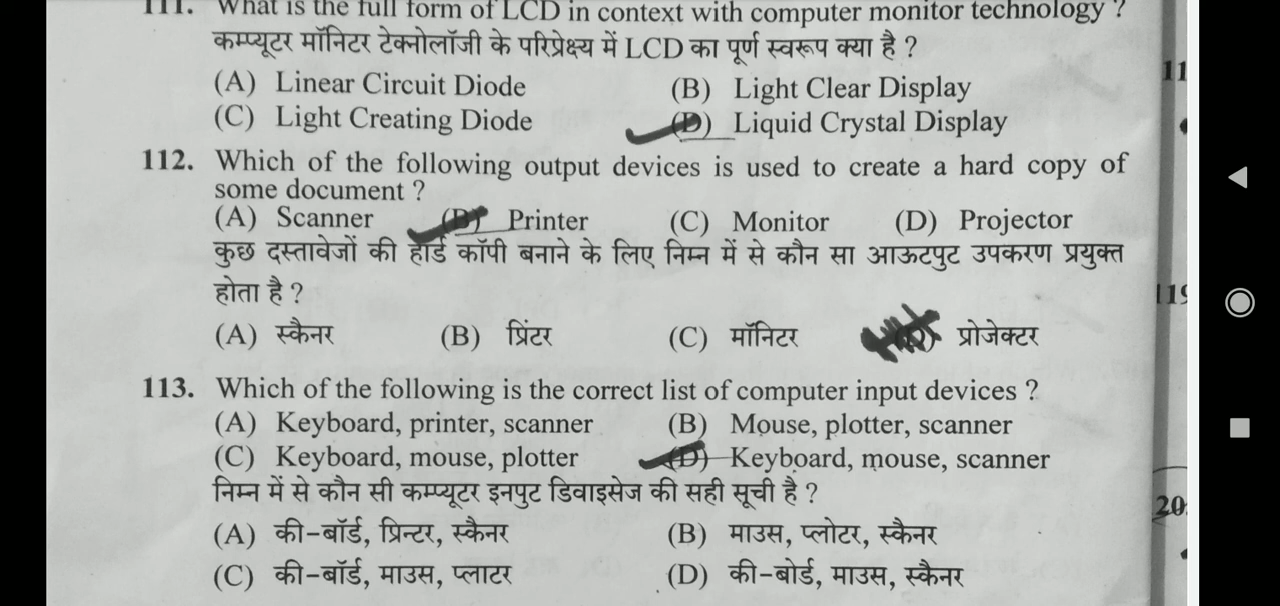 111. What is the full form of LCD in context with computer monitor technology ?
कम्प्यूटर मॉनिटर टेक्नोलॉजी के परिप्रेक्ष्य में LCD का पूर्ण स्वरूप क्या है ?
(A) Linear Circuit Diode (B) Light Clear Display
(C) Light Creating Diode (D) Liquid Crystal Display
112. Which of the following output devices is used to create a hard copy of
some document ?
(A) Scanner (B) Printer (C) Monitor (D) Projector
कुछ दस्तावेजों की हार्ड कॉपी बनाने के लिए निम्न में से कौन सा आऊटपुट उपकरण प्रयुक्त
होता है ?
(A) स्कैनर (B) प्रिंटर (C) मॉनिटर (D) प्रोजेक्टर
113. Which of the following is the correct list of computer input devices ?
(A) Keyboard, printer, scanner (B) Mouse, plotter, scanner
(C) Keyboard, mouse, plotter (D) Keyboard, mouse, scanner
निम्न में से कौन सी कम्प्यूटर इनपुट डिवाइसेज की सही सूची है ?
(A) की-बॉर्ड, प्रिन्टर, स्कैनर (B) माउस, प्लोटर, स्कैनर
(C) की-बॉर्ड, माउस, प्लाटर (D) की-बोर्ड, माउस, स्कैनर
11
119
20